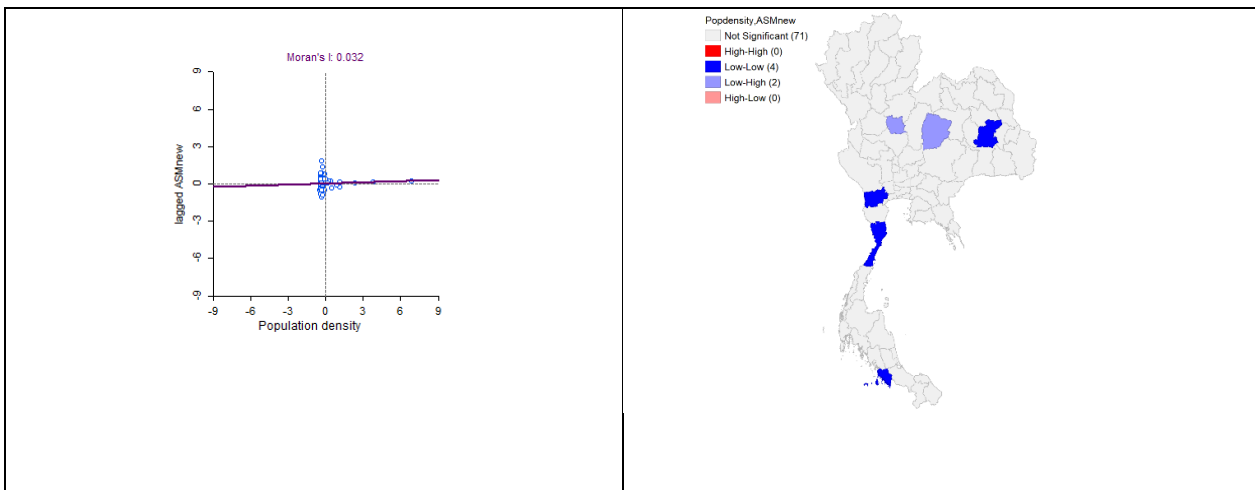 Moran's I: 0.032
9
6
3
0
-3
-6
-9
lagged ASMnew
-9 -6 -3 0 3 6 9
Population density
Popdensity,ASMnew
Not Significant (71)
High-High (0)
Low-Low (4)
Low-High (2)
High-Low (0)